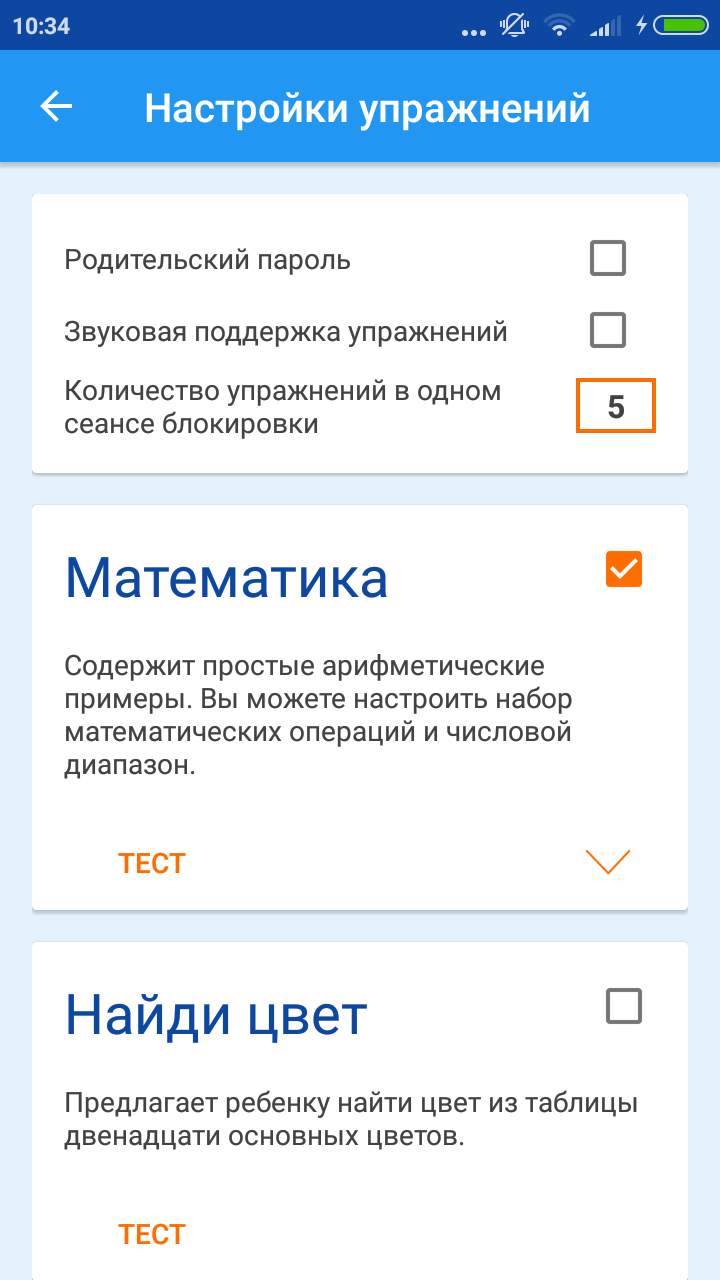 10:34
Настройки упражнений
Родительский пароль
Звуковая поддержка упражнений
Количество упражнений в одном
сеансе блокировки
5
Математика
Содержит простые арифметические
примеры. Вы можете настроить набор
математических операций и числовой
диапазон.
ТЕСТ
Найди цвет
Предлагает ребенку найти цвет из таблицы
двенадцати основных цветов.
ТЕСТ